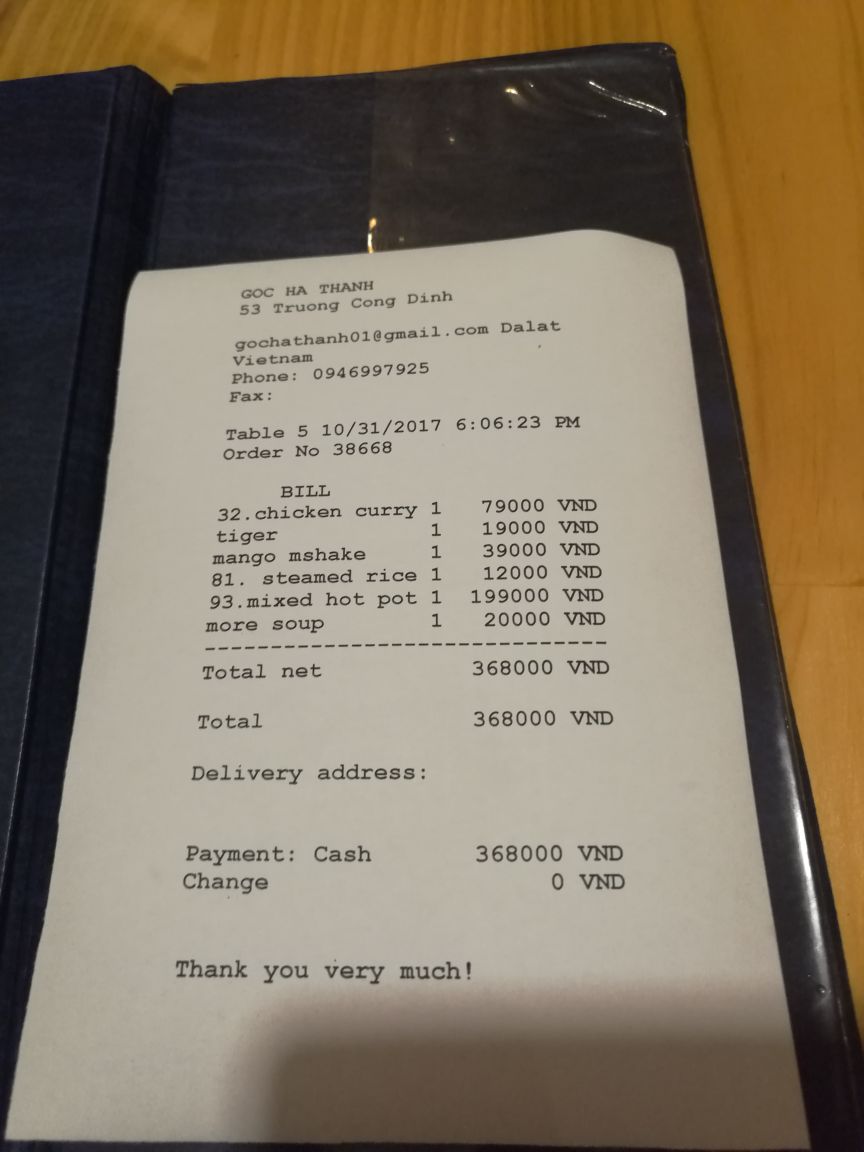 GOC HA THANH
53 Truong Cong Dinh
gochathanh01@gmail.com Dalat
Vietnam
Phone: 0946997925
Fax:
Table 5 10/31/2017 6:06:23 PM
Order No 38668
BILL
32.chicken curry 1 79000 VND
tiger 1 19000 VND
mango mshake 1 39000 VND
81. steamed rice 1 12000 VND
93.mixed hot pot 1 199000 VND
more soup 1 20000 VND
-----------------------------
Total net 368000 VND
Total 368000 VND
Delivery address:
Payment: Cash 368000 VND
Change 0 VND
Thank you very much!